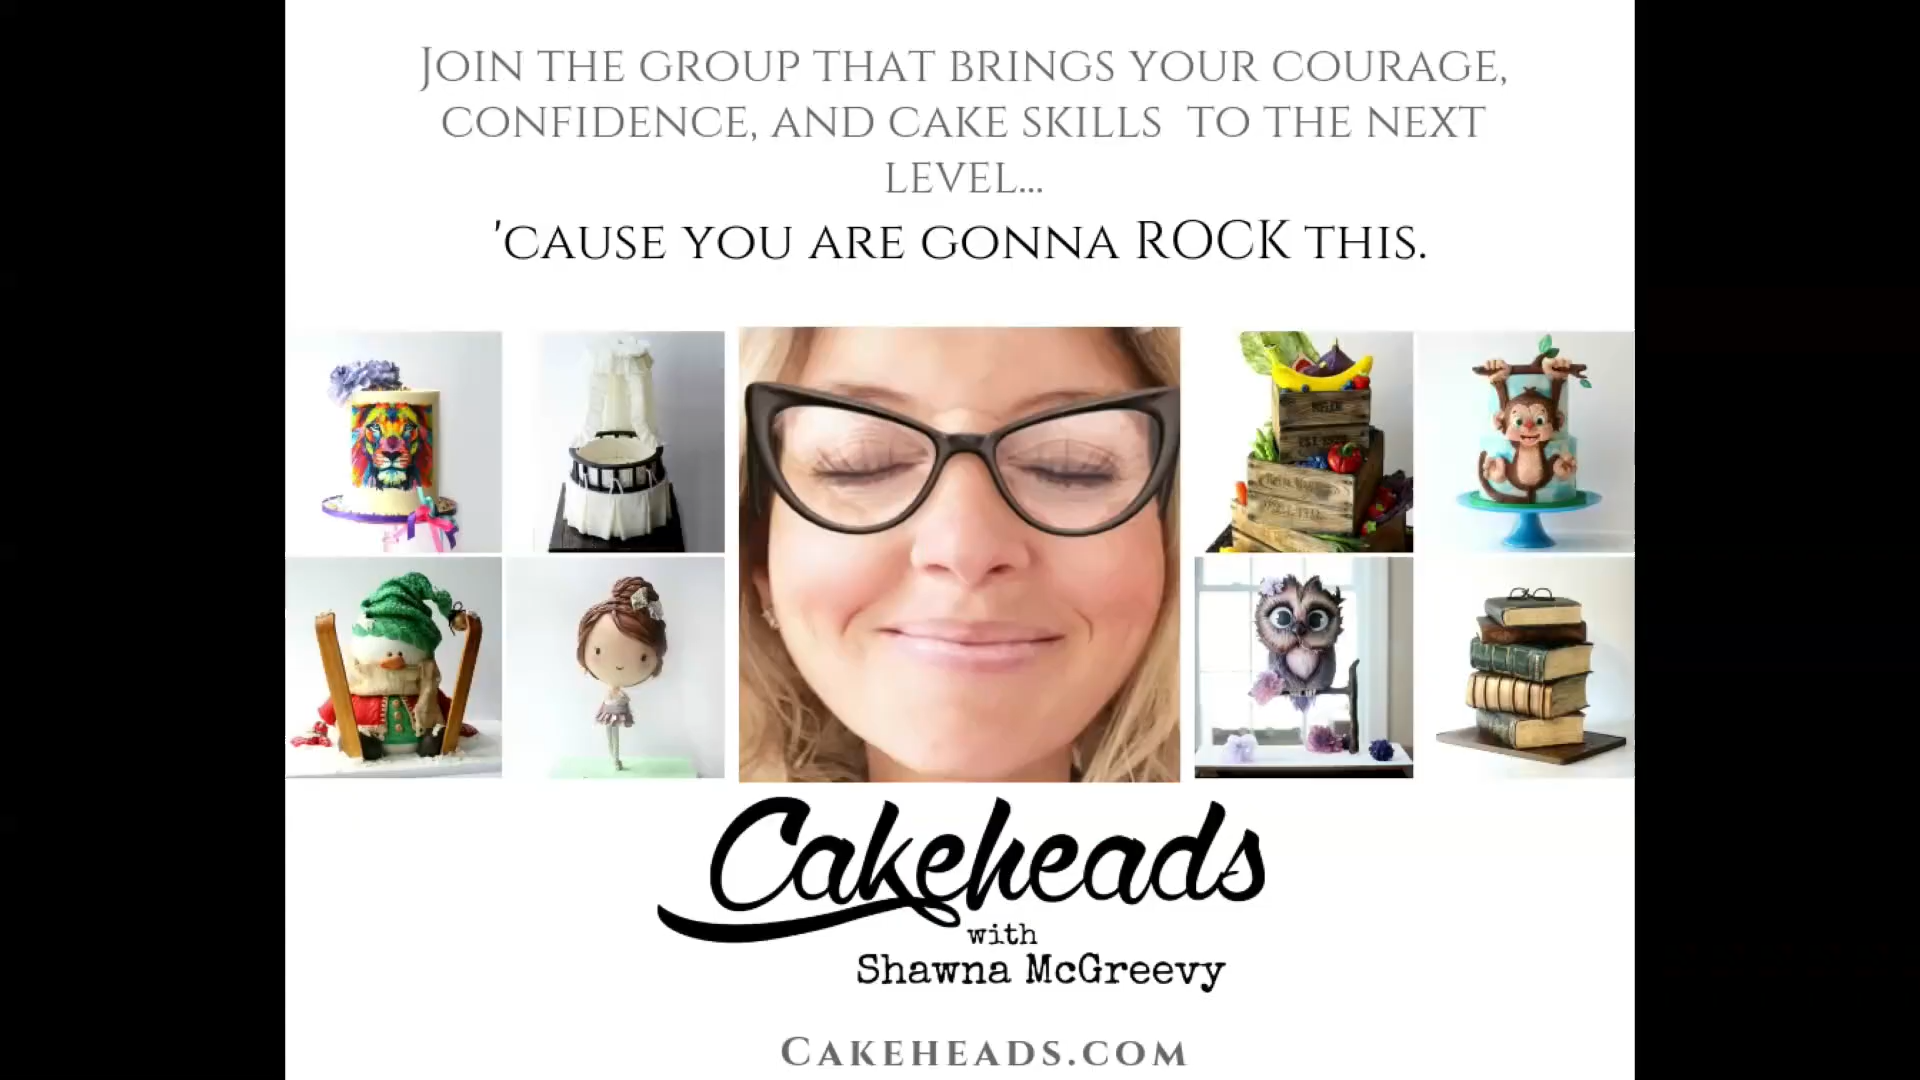 JOIN THE GROUP THAT BRINGS YOUR COURAGE,
CONFIDENCE, AND CAKE SKILLS TO THE NEXT
LEVEL...
'CAUSE YOU ARE GONNA ROCK THIS.
Cakeheads
with
Shawna McGreevy
CAKEHEADS.COM